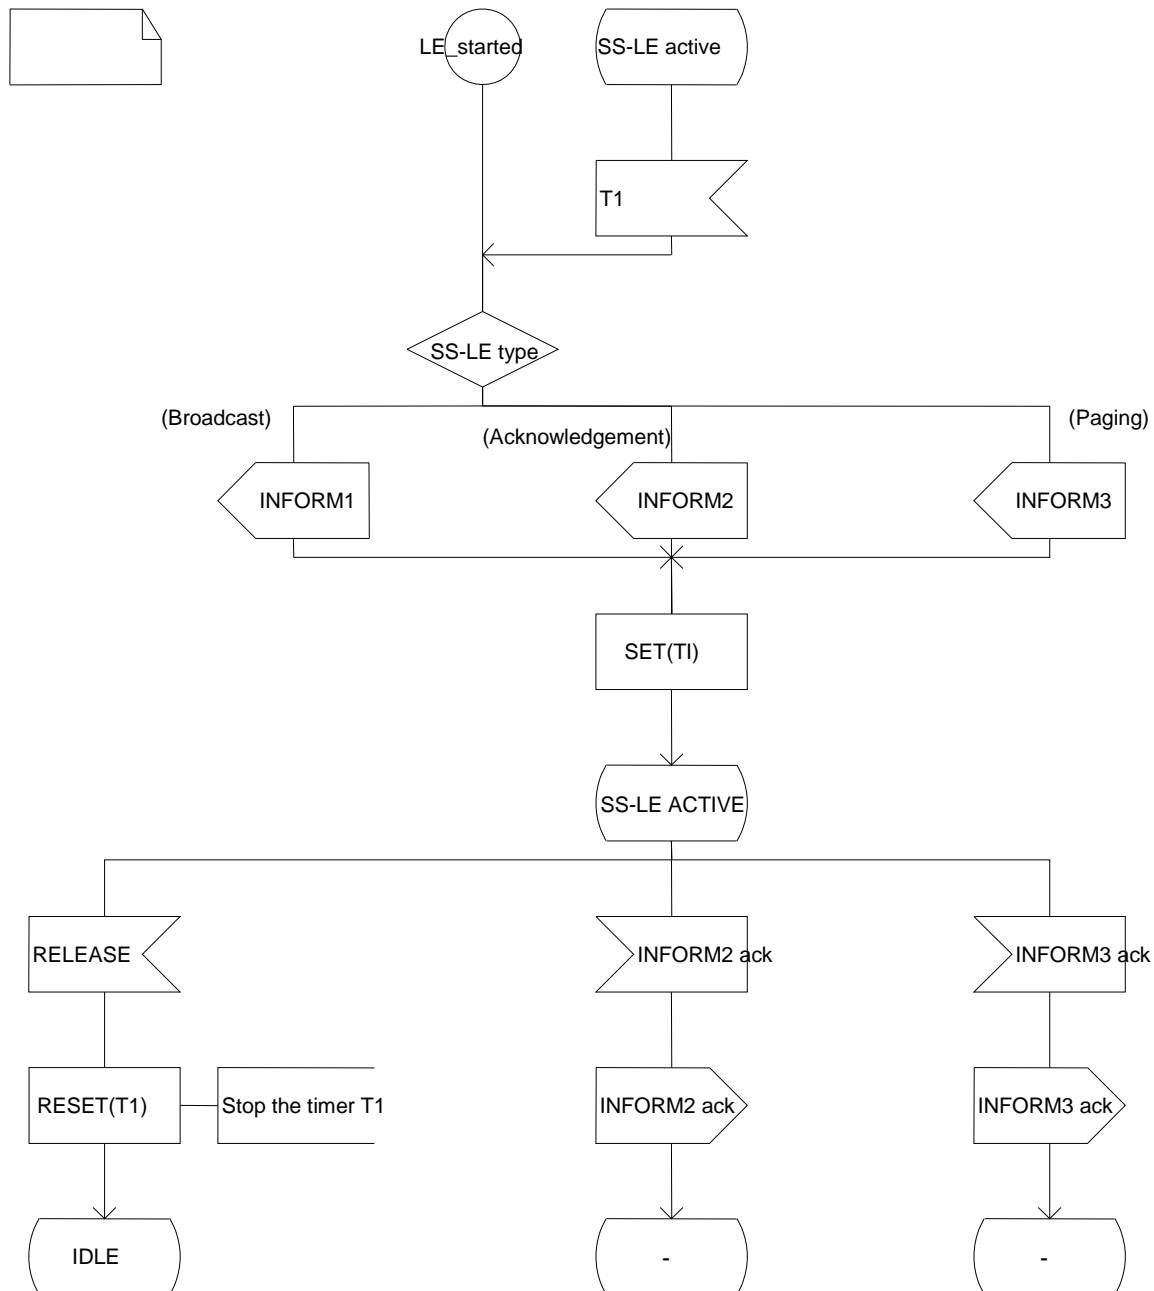 LE_started
SS-LE active
T1
SS-LE type
(Broadcast)
(Acknowledgement)
(Paging)
INFORM1
INFORM2
INFORM3
SET(TI)
SS-LE ACTIVE
RELEASE
INFORM2 ack
INFORM3 ack
RESET(T1)
Stop the timer T1
INFORM2 ack
INFORM3 ack
IDLE
-
-